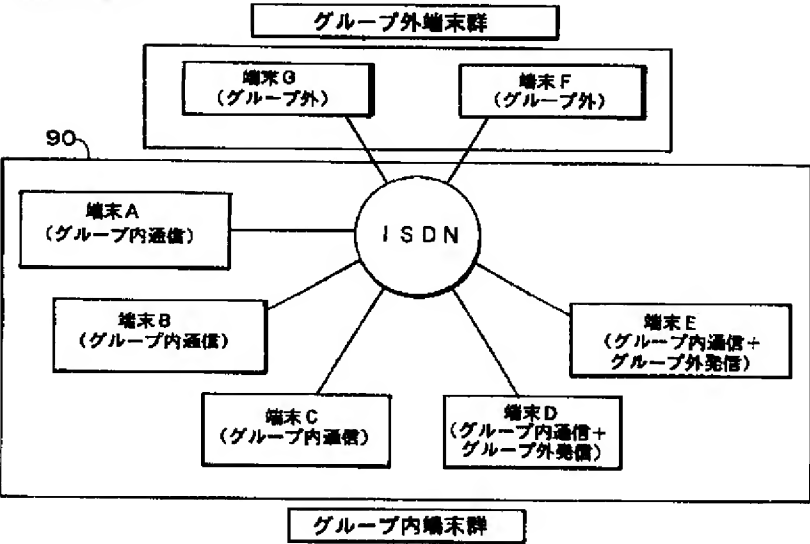 グループ外端末群
端末G
(グループ外)
端末F
(グループ外)
90
端末A
(グループ内通信)
ISDN
端末B
(グループ内通信)
端末E
(グループ内通信+
グループ外発信)
端末C
(グループ内通信)
端末D
(グループ内通信+
グループ外発信)
グループ内端末群